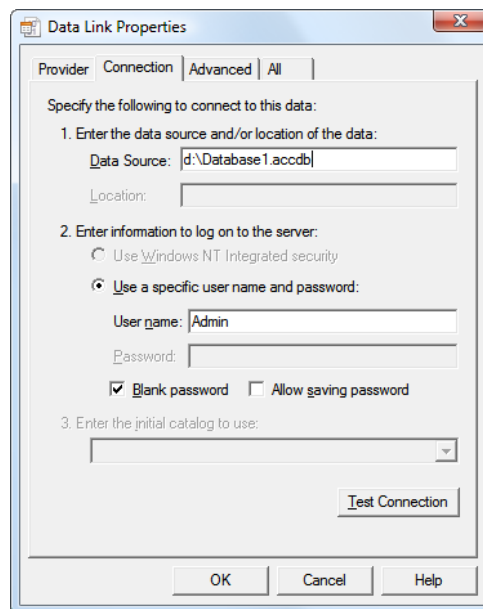 Data Link Properties
Provider Connection Advanced All
Specify the following to connect to this data:
1. Enter the data source and/or location of the data:
Data Source: d:\Database1.accdb
Location:
2. Enter information to log on to the server:
Use Windows NT Integrated security
Use a specific user name and password:
User name: Admin
Password:
Blank password Allow saving password
3. Enter the initial catalog to use:
Test Connection
OK Cancel Help